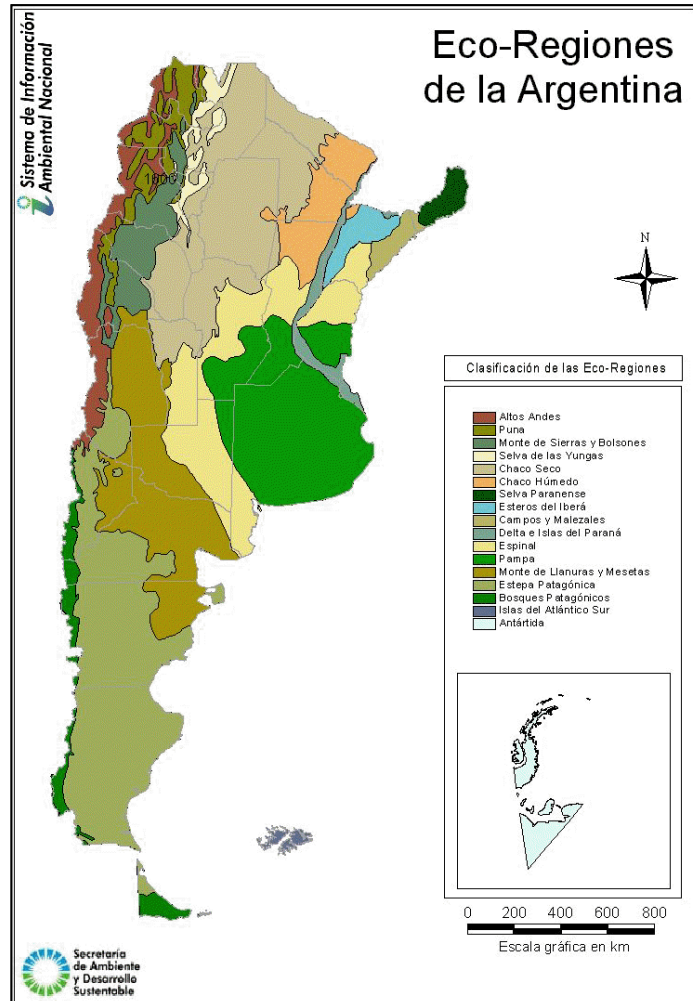 Sistema de Información
Ambiental Nacional
Eco-Regiones
de la Argentina
N
Clasificación de las Eco-Regiones
Altos Andes
Puna
Monte de Sierras y Bolsones
Selva de las Yungas
Chaco Seco
Chaco Húmedo
Selva Paranense
Esteros del Iberá
Campos y Malezales
Delta e Islas del Paraná
Espinal
Pampa
Monte de Llanuras y Mesetas
Estepa Patagónica
Bosques Patagónicos
Islas del Atlántico Sur
Antártida
0 200 400 600 800
Escala gráfica en km
Secretaría
de Ambiente
y Desarrollo
Sustentable